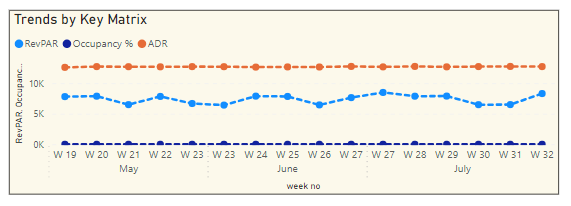 Trends by Key Matrix
RevPAR Occupancy % ADR
RevPAR, Occupanc...
10K
5K
0K
W 19 W 20 W 21 W 22 W 23 W 23 W 24 W 25 W 26 W 27 W 27 W 28 W 29 W 30 W 31 W 32
May June July
week no